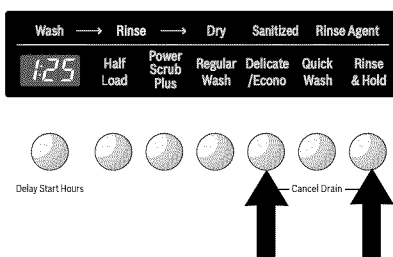 Wash → Rinse → Dry Sanitized Rinse Agent
1:25 Half Load Power Scrub Plus Regular Wash Delicate /Econo Quick Wash Rinse & Hold
Delay Start Hours Cancel Drain